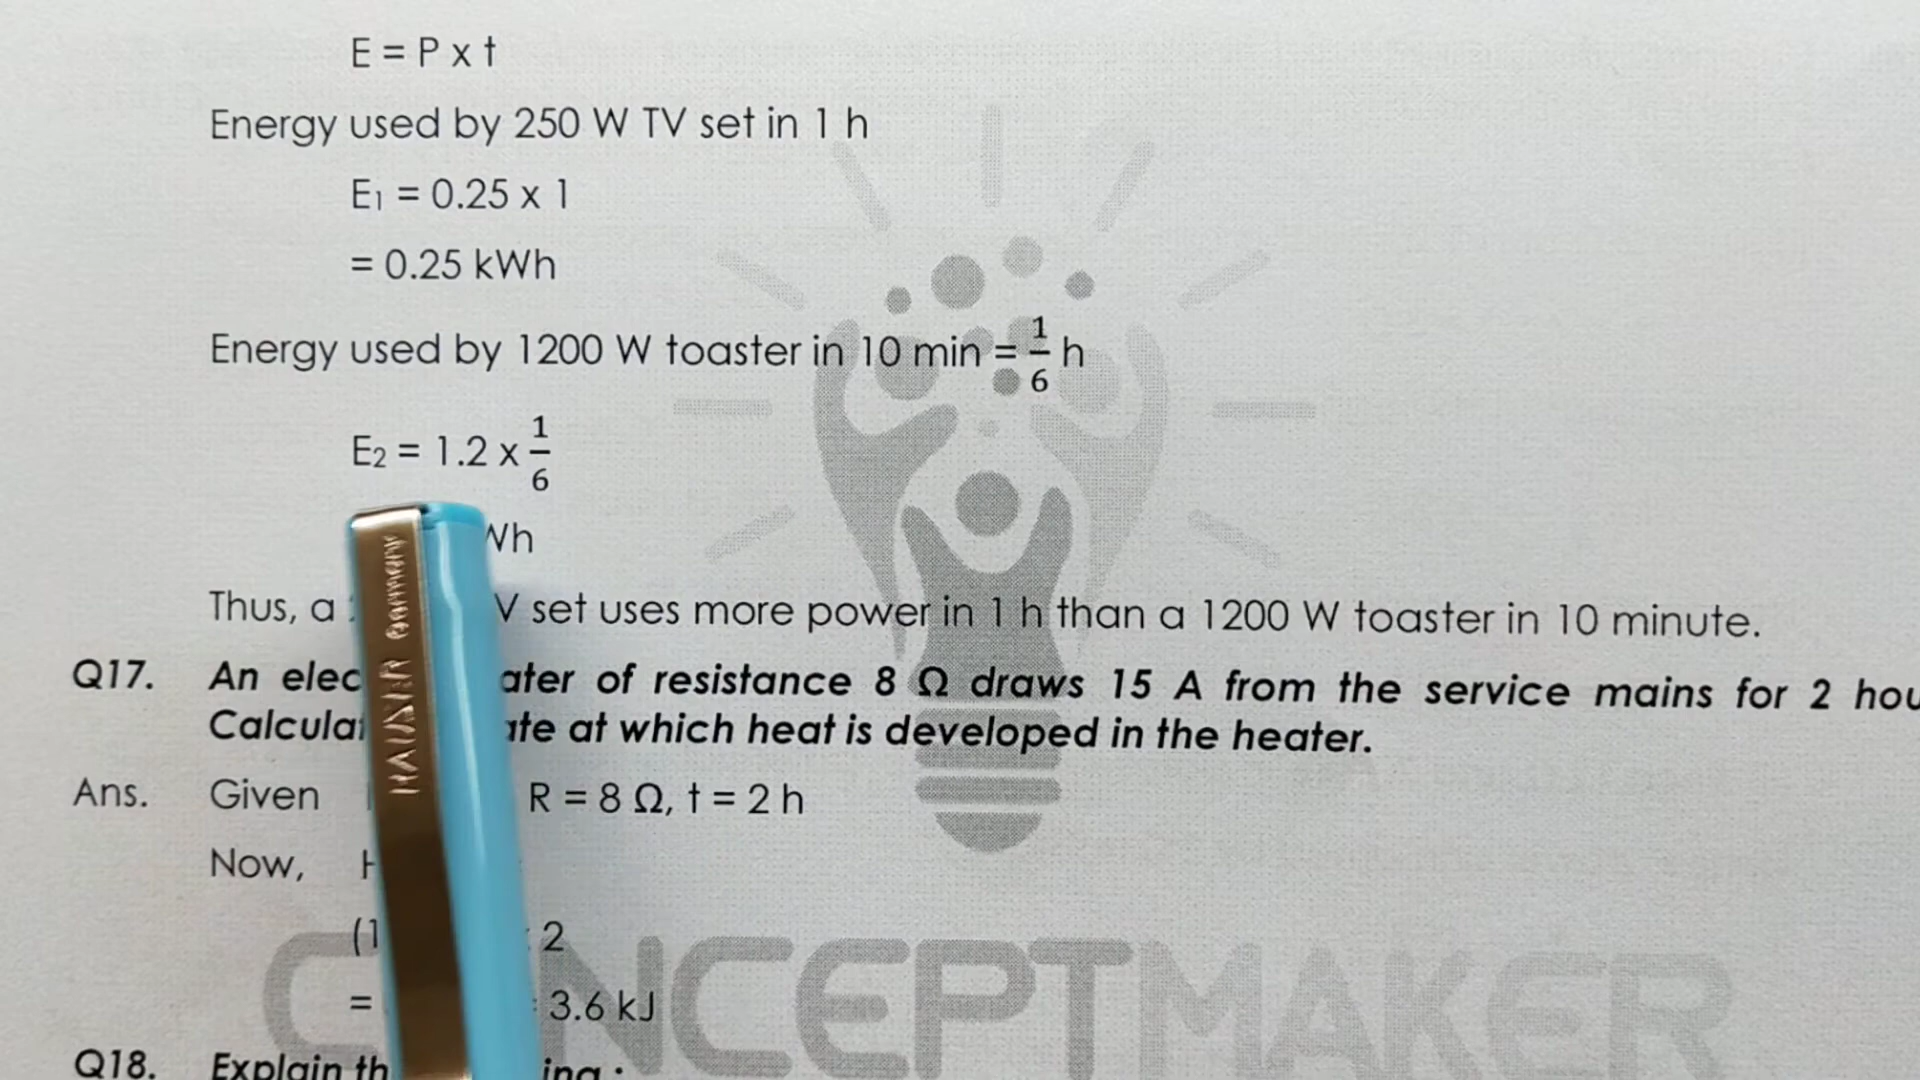 E = P x t
Energy used by 250 W TV set in 1 h
E1 = 0.25 x 1
= 0.25 kWh
Energy used by 1200 W toaster in 10 min = 1/6 h
E2 = 1.2 x 1/6
Wh
Thus, a V set uses more power in 1 h than a 1200 W toaster in 10 minute.
Q17. An elec ater of resistance 8 Ω draws 15 A from the service mains for 2 hou
Calcula ate at which heat is developed in the heater.
Ans. Given R = 8 Ω, t = 2 h
Now, H
(1 2
= 3.6 kJ
Q18. Explain th ing :
HAUSER Germany
CONCEPTMAKER